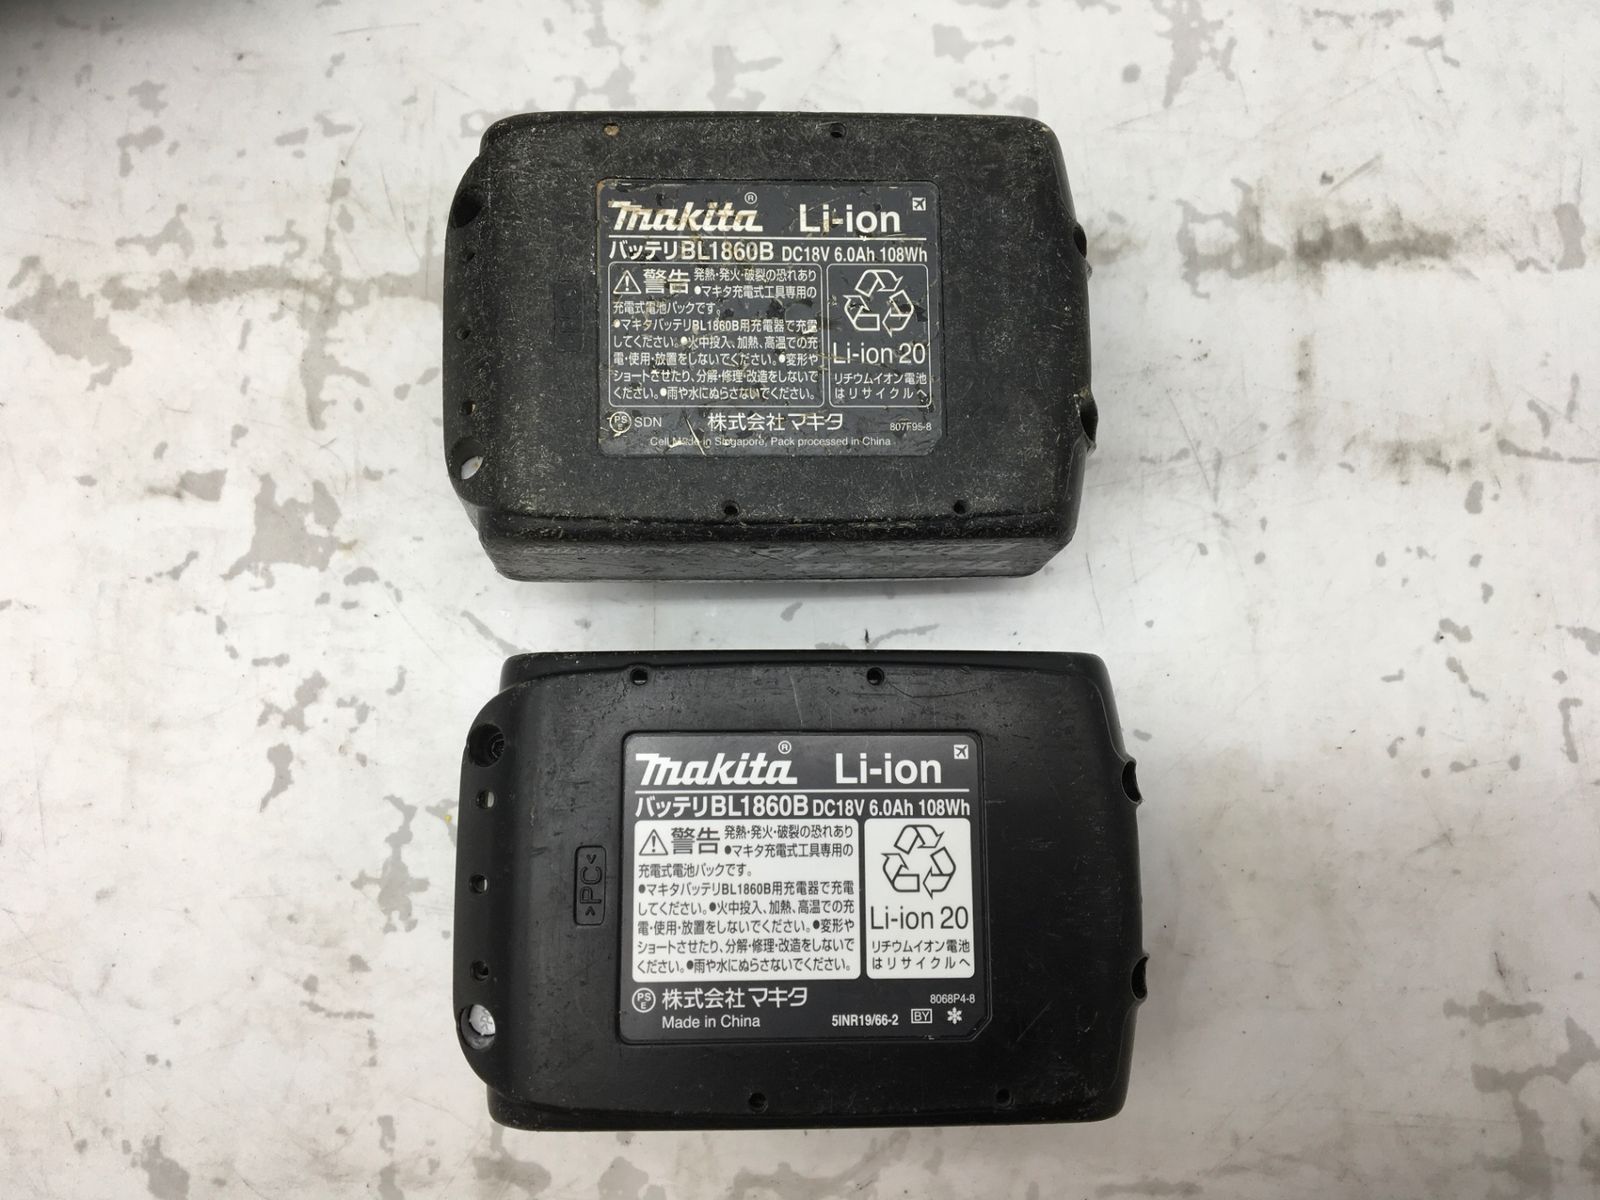 Makita® Li-ion
バッテリBL1860B DC18V 6.0Ah 108Wh
警告 発熱・発火・破裂の恐れあり
●マキタ充電式工具専用の
充電式電池パックです。
●マキタバッテリBL1860B用充電器で充電
してください。●火中投入、加熱、高温での充
電・使用・放置をしないでください。●変形や
ショートさせたり、分解・修理・改造をしないで
ください。●雨や水にぬらさないでください。
Li-ion 20
リチウムイオン電池
はリサイクルへ
PS E SDN 株式会社マキタ 807F95-8
Cell Made in Singapore, Pack processed in China
Makita® Li-ion
バッテリBL1860B DC18V 6.0Ah 108Wh
警告 発熱・発火・破裂の恐れあり
●マキタ充電式工具専用の
充電式電池パックです。
●マキタバッテリBL1860B用充電器で充電
してください。●火中投入、加熱、高温での充
電・使用・放置をしないでください。●変形や
ショートさせたり、分解・修理・改造をしないで
ください。●雨や水にぬらさないでください。
Li-ion 20
リチウムイオン電池
はリサイクルへ
PS E 株式会社マキタ 8068P4-8
Made in China 5INR19/66-2 BY
>PC<